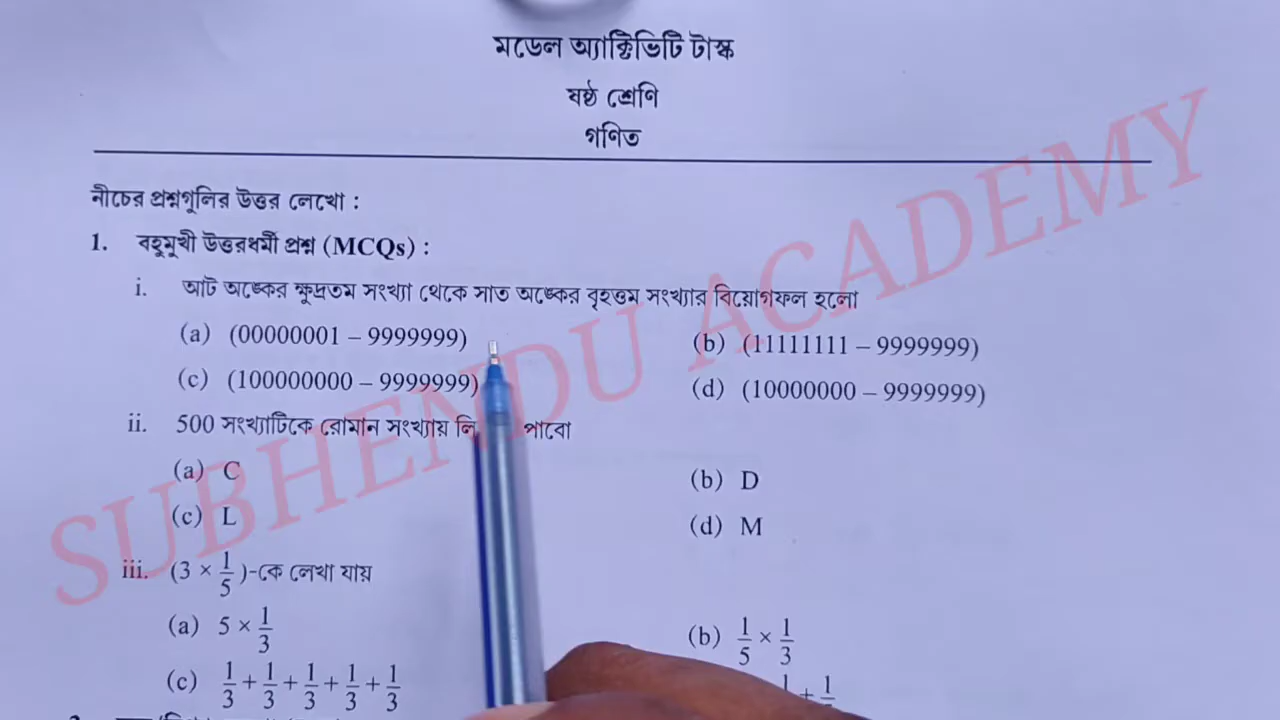 মডেল অ্যাক্টিভিটি টাস্ক
ষষ্ঠ শ্রেণি
গণিত
নীচের প্রশ্নগুলির উত্তর লেখো :
1. বহুমুখী উত্তরধর্মী প্রশ্ন (MCQs) :
i. আট অঙ্কের ক্ষুদ্রতম সংখ্যা থেকে সাত অঙ্কের বৃহত্তম সংখ্যার বিয়োগফল হলো
(a) (00000001 – 9999999) (b) (11111111 – 9999999)
(c) (100000000 – 9999999) (d) (10000000 – 9999999)
ii. 500 সংখ্যাটিকে রোমান সংখ্যায় পাবো
(a) C (b) D
(c) L (d) M
iii. (3 × 1/5)-কে লেখা যায়
(a) 5 × 1/3 (b) 1/5 × 1/3
(c) 1/3 + 1/3 + 1/3 + 1/3 + 1/3
SUBHENDU ACADEMY